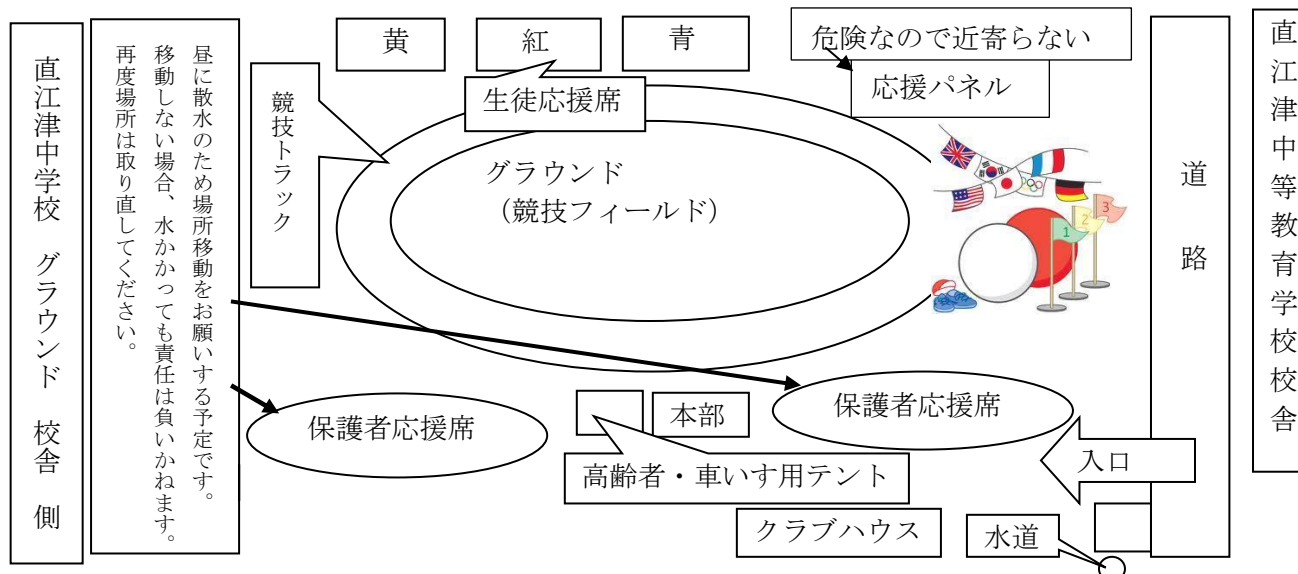 直江津中学校　グラウンド　校舎　側
昼に散水のため場所移動をお願いする予定です。
移動しない場合、水かかっても責任は負いかねます。
再度場所は取り直してください。
黄
紅
青
危険なので近寄らない
応援パネル
生徒応援席
競技トラック
グラウンド
（競技フィールド）
1
2
3
道路
直江津中等教育学校校舎
保護者応援席
本部
保護者応援席
高齢者・車いす用テント
入口
クラブハウス
水道